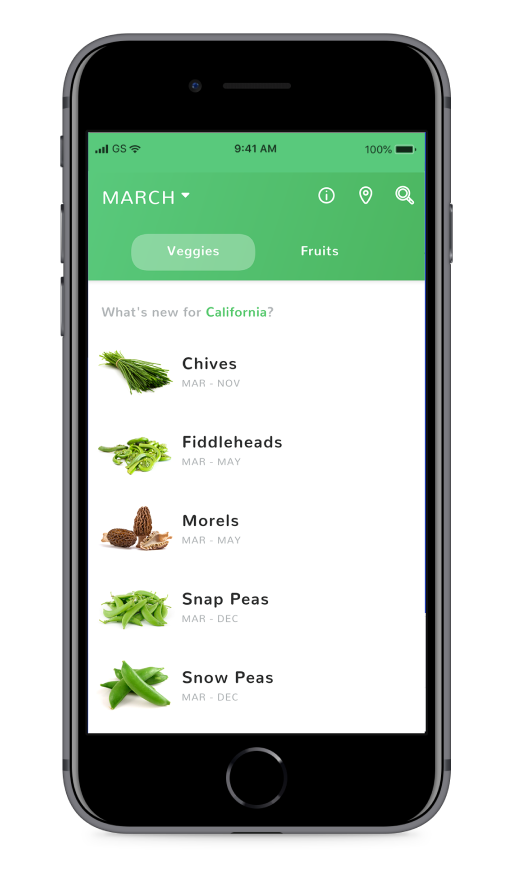 GS 9:41 AM 100%
MARCH
Veggies Fruits
What's new for California?
Chives
MAR - NOV
Fiddleheads
MAR - MAY
Morels
MAR - MAY
Snap Peas
MAR - DEC
Snow Peas
MAR - DEC